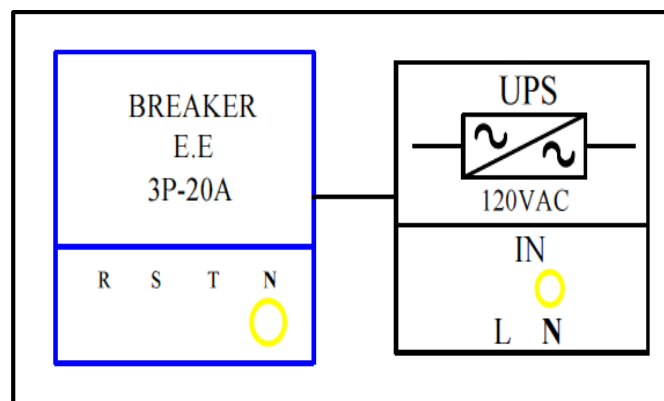 BREAKER
E.E
3P-20A
R S T N
UPS
120VAC
IN
L N